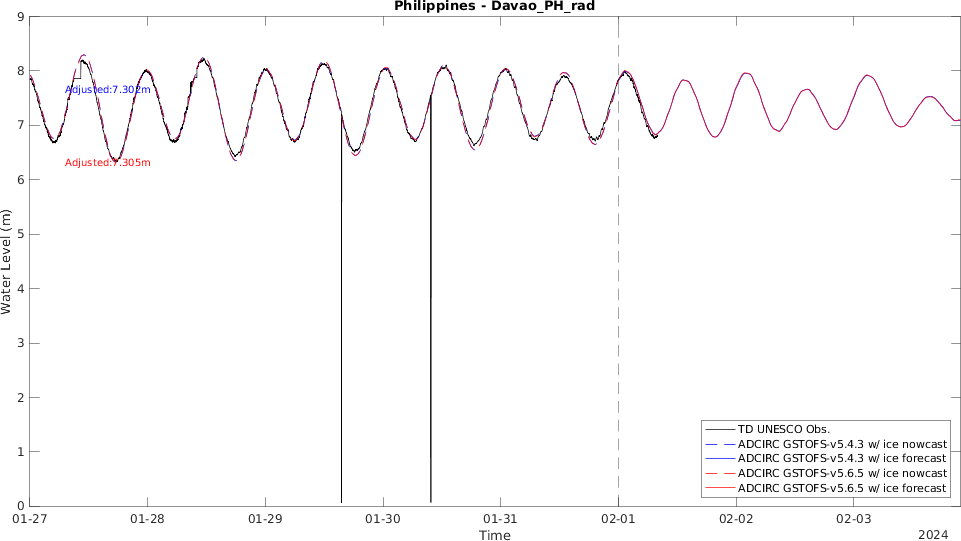 Philippines - Davao_PH_rad
9
8
7
6
5
4
3
2
1
0
Water Level (m)
Adjusted:7.302m
Adjusted:7.305m
TD UNESCO Obs.
ADCIRC GSTOFS-v5.4.3 w/ ice nowcast
ADCIRC GSTOFS-v5.4.3 w/ ice forecast
ADCIRC GSTOFS-v5.6.5 w/ ice nowcast
ADCIRC GSTOFS-v5.6.5 w/ ice forecast
01-27 01-28 01-29 01-30 01-31 02-01 02-02 02-03
Time
2024